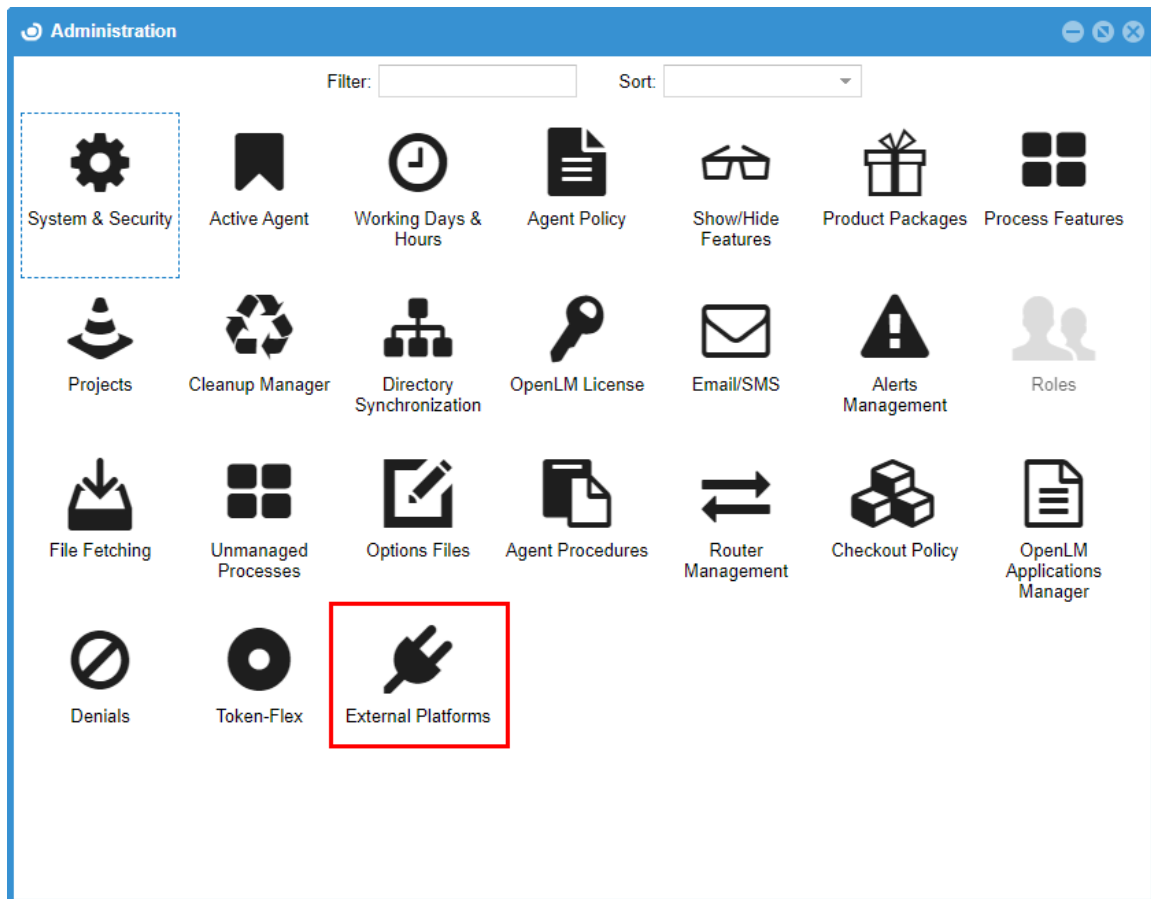 Administration
Filter:
Sort:
System & Security
Active Agent
Working Days &
Hours
Agent Policy
Show/Hide
Features
Product Packages
Process Features
Projects
Cleanup Manager
Directory
Synchronization
OpenLM License
Email/SMS
Alerts
Management
Roles
File Fetching
Unmanaged
Processes
Options Files
Agent Procedures
Router
Management
Checkout Policy
OpenLM
Applications
Manager
Denials
Token-Flex
External Platforms